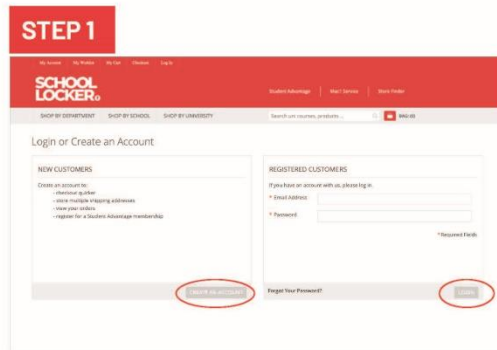 STEP 1
My Account My Wishlist My Cart Checkout Log In
SCHOOL
LOCKER
Student Advantage Mac1 Service Store Finder
SHOP BY DEPARTMENT SHOP BY SCHOOL SHOP BY UNIVERSITY
Login or Create an Account
NEW CUSTOMERS
Create an account to:
- checkout quicker
- store multiple shipping addresses
- view your orders
- register for a Student Advantage membership
CREATE AN ACCOUNT
REGISTERED CUSTOMERS
If you have an account with us, please log in.
* Email Address
* Password
* Required Fields
Forgot Your Password?
LOGIN